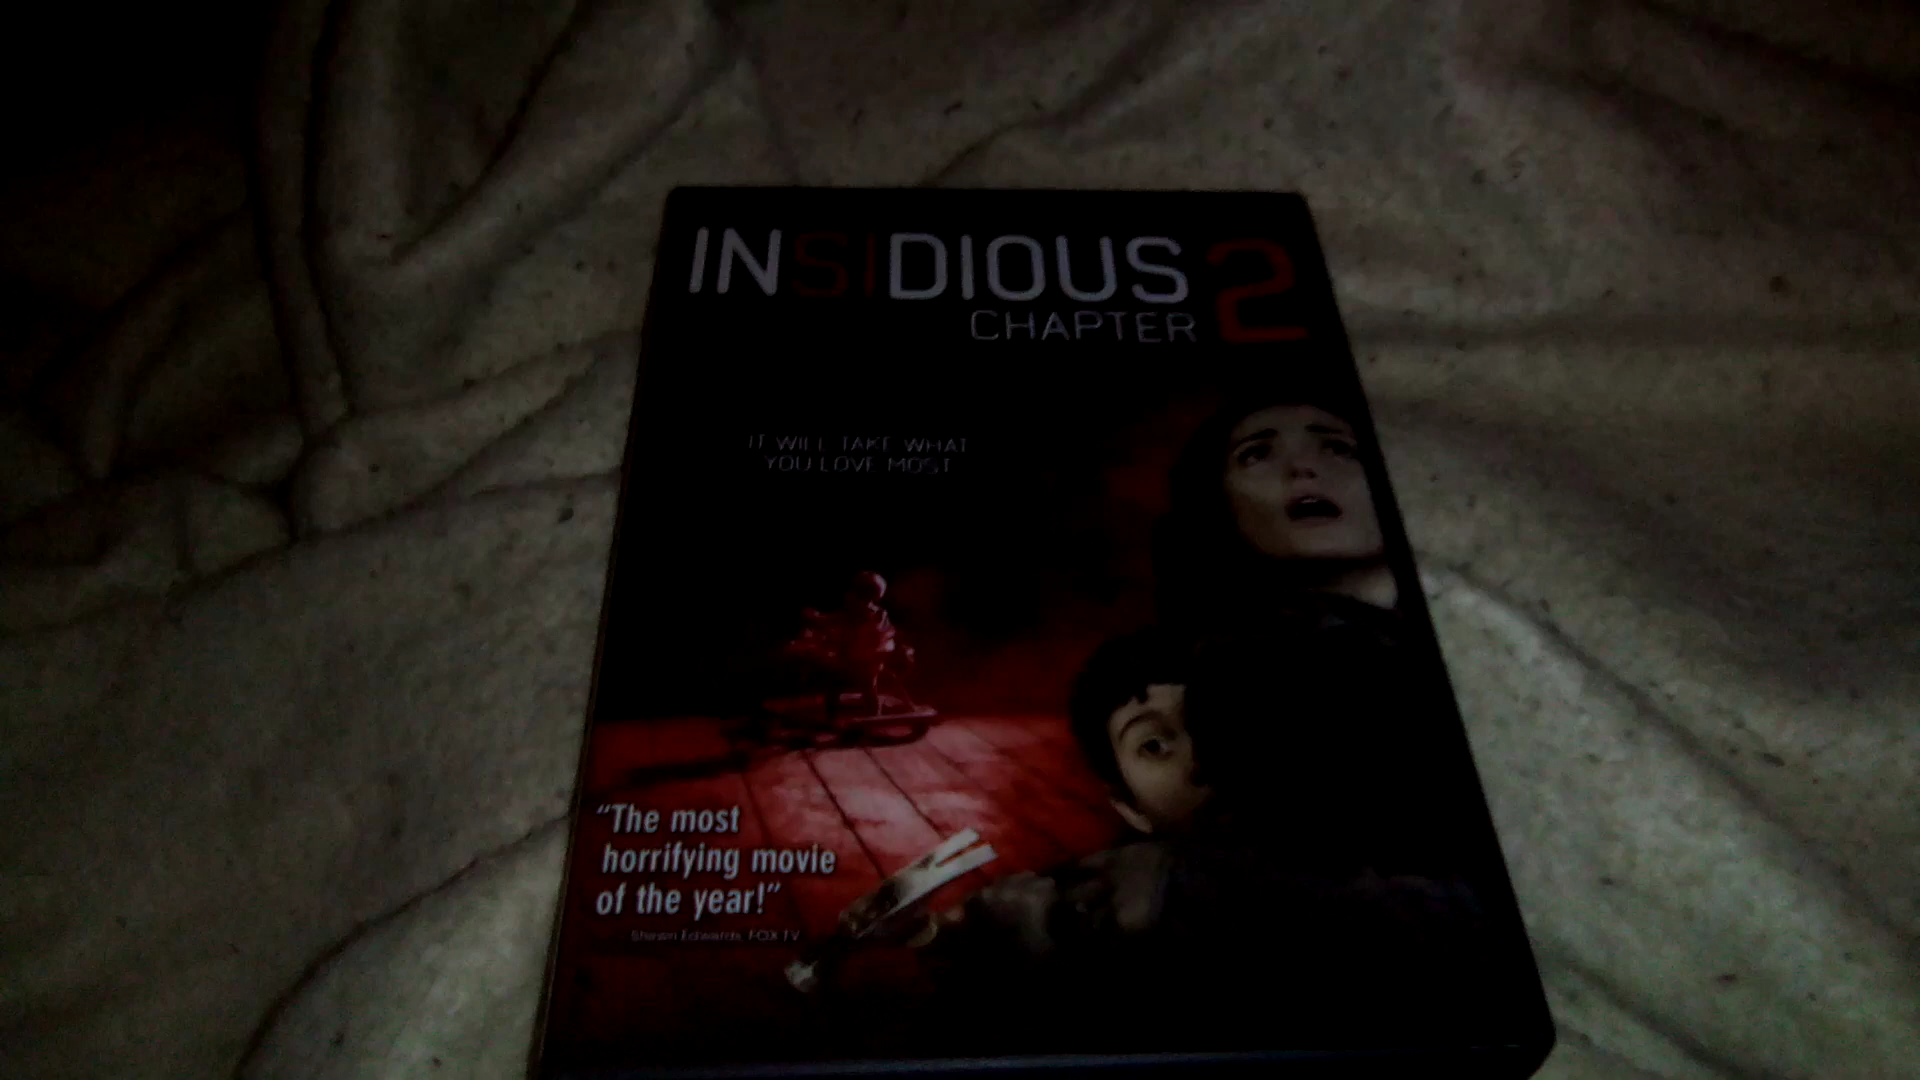 INSIDIOUS 2
CHAPTER
IT WILL TAKE WHAT
YOU LOVE MOST
"The most
horrifying movie
of the year!"
Shawn Edwards, FOX TV